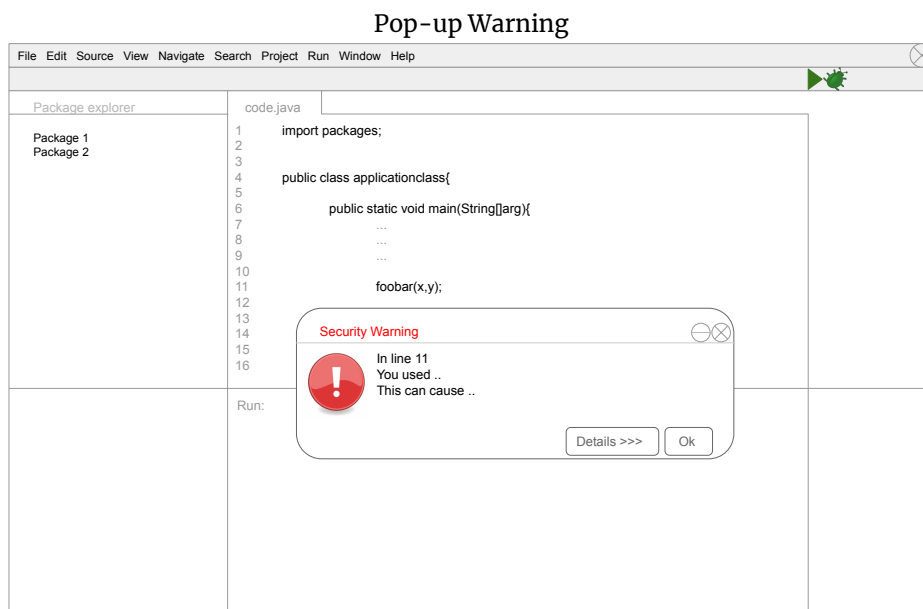 Pop-up Warning
File Edit Source View Navigate Search Project Run Window Help
Package explorer
code.java
Package 1
Package 2
1 import packages;
2
3
4 public class applicationclass{
5
6 public static void main(String[]arg){
7 ...
8 ...
9 ...
10
11 foobar(x,y);
12
13
14
15
16
Security Warning
In line 11
You used ..
This can cause ..
Details >>> Ok
Run: